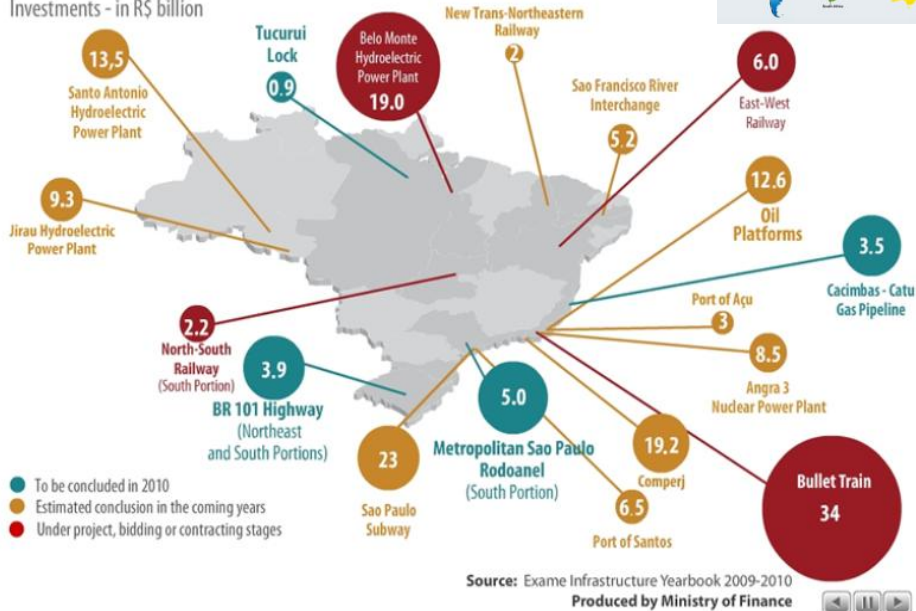 Investments - in R$ billion
13,5
Santo Antonio
Hydroelectric
Power Plant
Tucurui
Lock
0.9
Belo Monte
Hydroelectric
Power Plant
19.0
New Trans-Northeastern
Railway
2
Sao Francisco River
Interchange
5.2
6.0
East-West
Railway
9.3
Jirau Hydroelectric
Power Plant
12.6
Oil
Platforms
3.5
Cacimbas - Catu
Gas Pipeline
Port of Açu
3
2.2
North-South
Railway
(South Portion)
3.9
BR 101 Highway
(Northeast
and South Portions)
8.5
Angra 3
Nuclear Power Plant
5.0
Metropolitan Sao Paulo
Rodoanel
(South Portion)
23
Sao Paulo
Subway
19.2
Comperj
6.5
Port of Santos
Bullet Train
34
To be concluded in 2010
Estimated conclusion in the coming years
Under project, bidding or contracting stages
Source: Exame Infrastructure Yearbook 2009-2010
Produced by Ministry of Finance